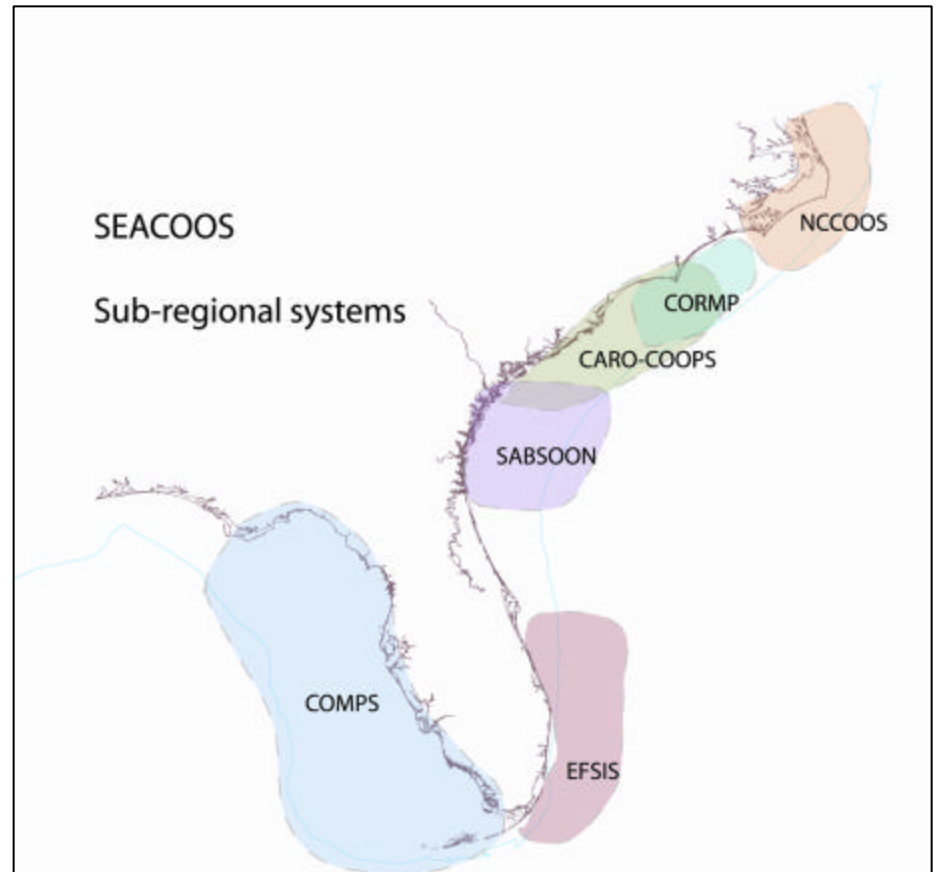 SEACOOS
Sub-regional systems
NCCOOS
CORMP
CARO-COOPS
SABSOON
COMPS
EFSIS